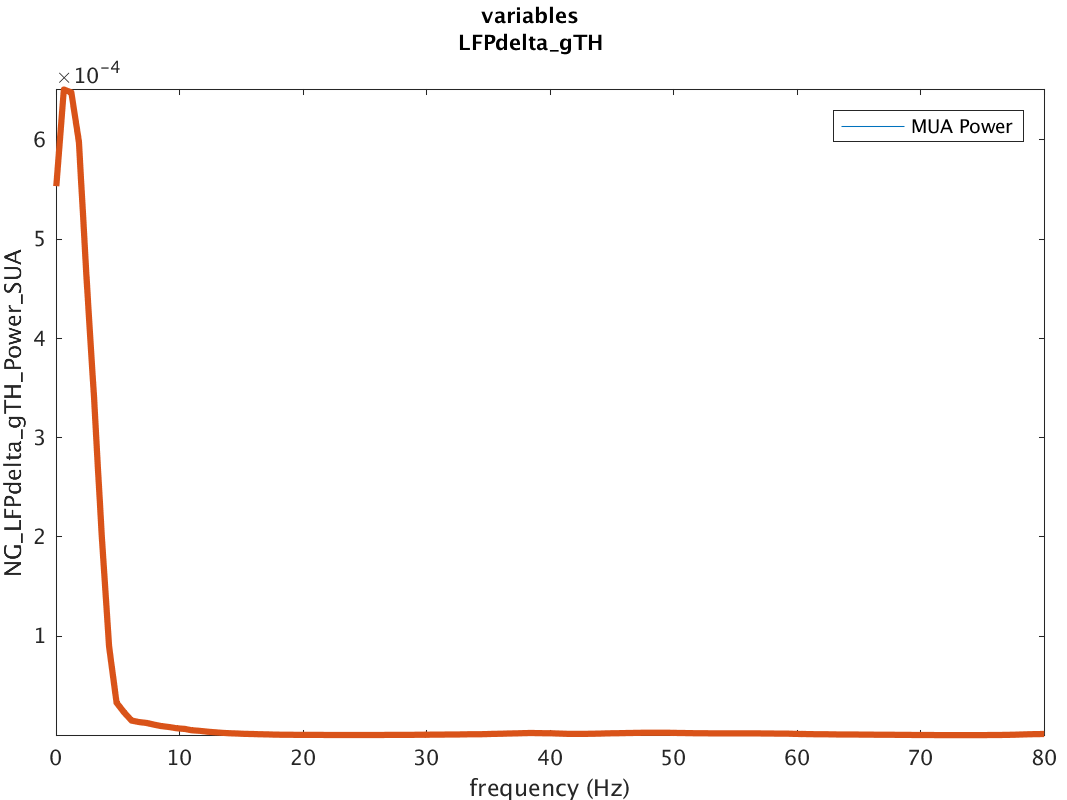 variables
LFPdelta_gTH
×10⁻⁴
MUA Power
6
5
4
3
2
1
NG_LFPdelta_gTH_Power_SUA
0 10 20 30 40 50 60 70 80
frequency (Hz)